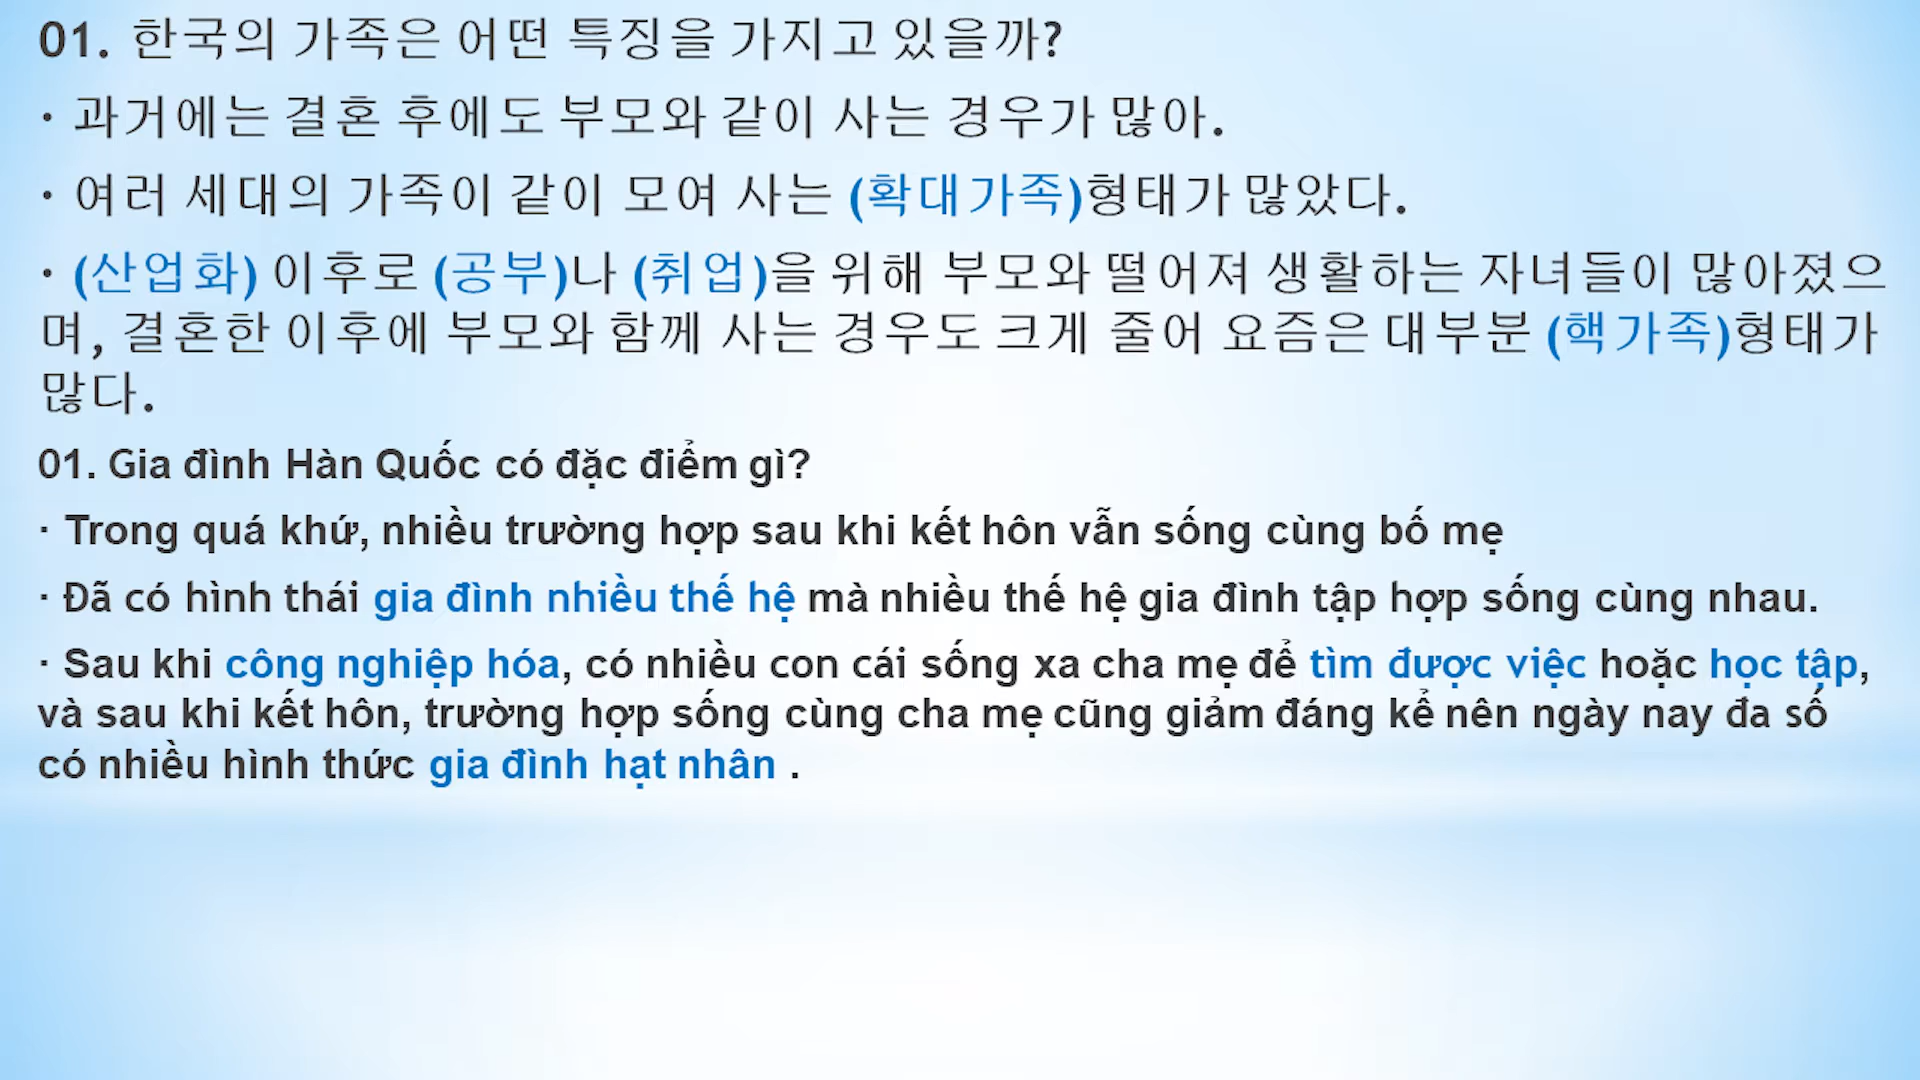 01. 한국의 가족은 어떤 특징을 가지고 있을까?
· 과거에는 결혼 후에도 부모와 같이 사는 경우가 많아.
· 여러 세대의 가족이 같이 모여 사는 (확대가족)형태가 많았다.
· (산업화) 이후로 (공부)나 (취업)을 위해 부모와 떨어져 생활하는 자녀들이 많아졌으
며, 결혼한 이후에 부모와 함께 사는 경우도 크게 줄어 요즘은 대부분 (핵가족)형태가
많다.
01. Gia đình Hàn Quốc có đặc điểm gì?
· Trong quá khứ, nhiều trường hợp sau khi kết hôn vẫn sống cùng bố mẹ
· Đã có hình thái gia đình nhiều thế hệ mà nhiều thế hệ gia đình tập hợp sống cùng nhau.
· Sau khi công nghiệp hóa, có nhiều con cái sống xa cha mẹ để tìm được việc hoặc học tập,
và sau khi kết hôn, trường hợp sống cùng cha mẹ cũng giảm đáng kể nên ngày nay đa số
có nhiều hình thức gia đình hạt nhân .